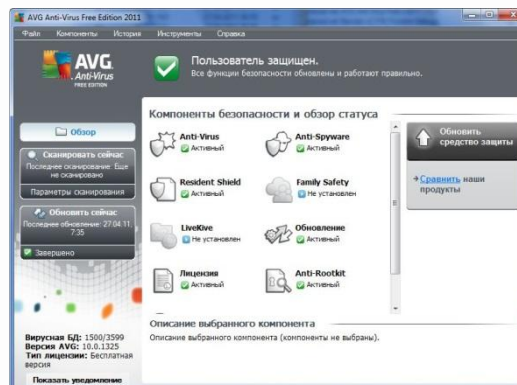 AVG Anti-Virus Free Edition 2011
Файл Компоненты История Инструменты Справка
AVG.
Anti-Virus
FREE EDITION
Пользователь защищен.
Все функции безопасности обновлены и работают правильно.
Обзор
Сканировать сейчас
Последнее сканирование: Еще
не сканировано
Параметры сканирования
Обновить сейчас
Последнее обновление: 27.04.11,
7:35
Завершено
Вирусная БД: 1500/3599
Версия AVG: 10.0.1325
Тип лицензии: Бесплатная
версия
Показать уведомление
Компоненты безопасности и обзор статуса
Anti-Virus
Активный
Anti-Spyware
Активный
Resident Shield
Активный
Family Safety
Не установлен
LiveKive
Не установлен
Обновление
Активный
Лицензия
Активный
Anti-Rootkit
Активный
Описание выбранного компонента
Описание выбранного компонента (компоненты не выбраны).
Обновить
средство защиты
Сравнить наши
продукты